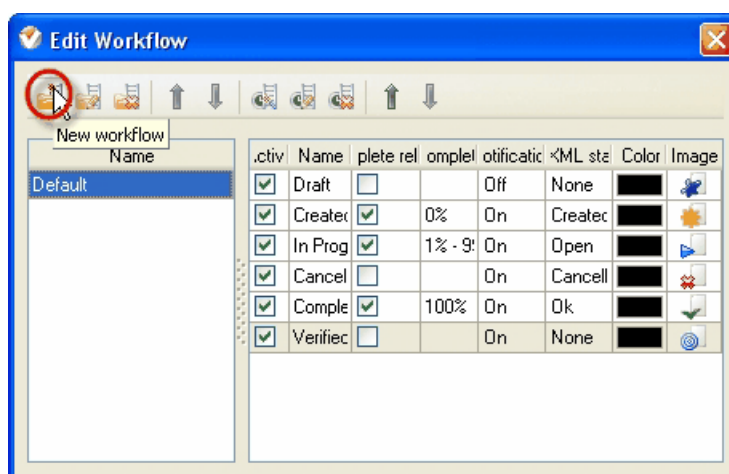 Edit Workflow
New workflow
Name
Default
.ctiv Name plete rel omplet otificatic <ML sta Color Image
Draft Off None
Createc 0% On Createc
In Prog 1% - 9! On Open
Cancel On Cancell
Comple 100% On Ok
Verifiec On None